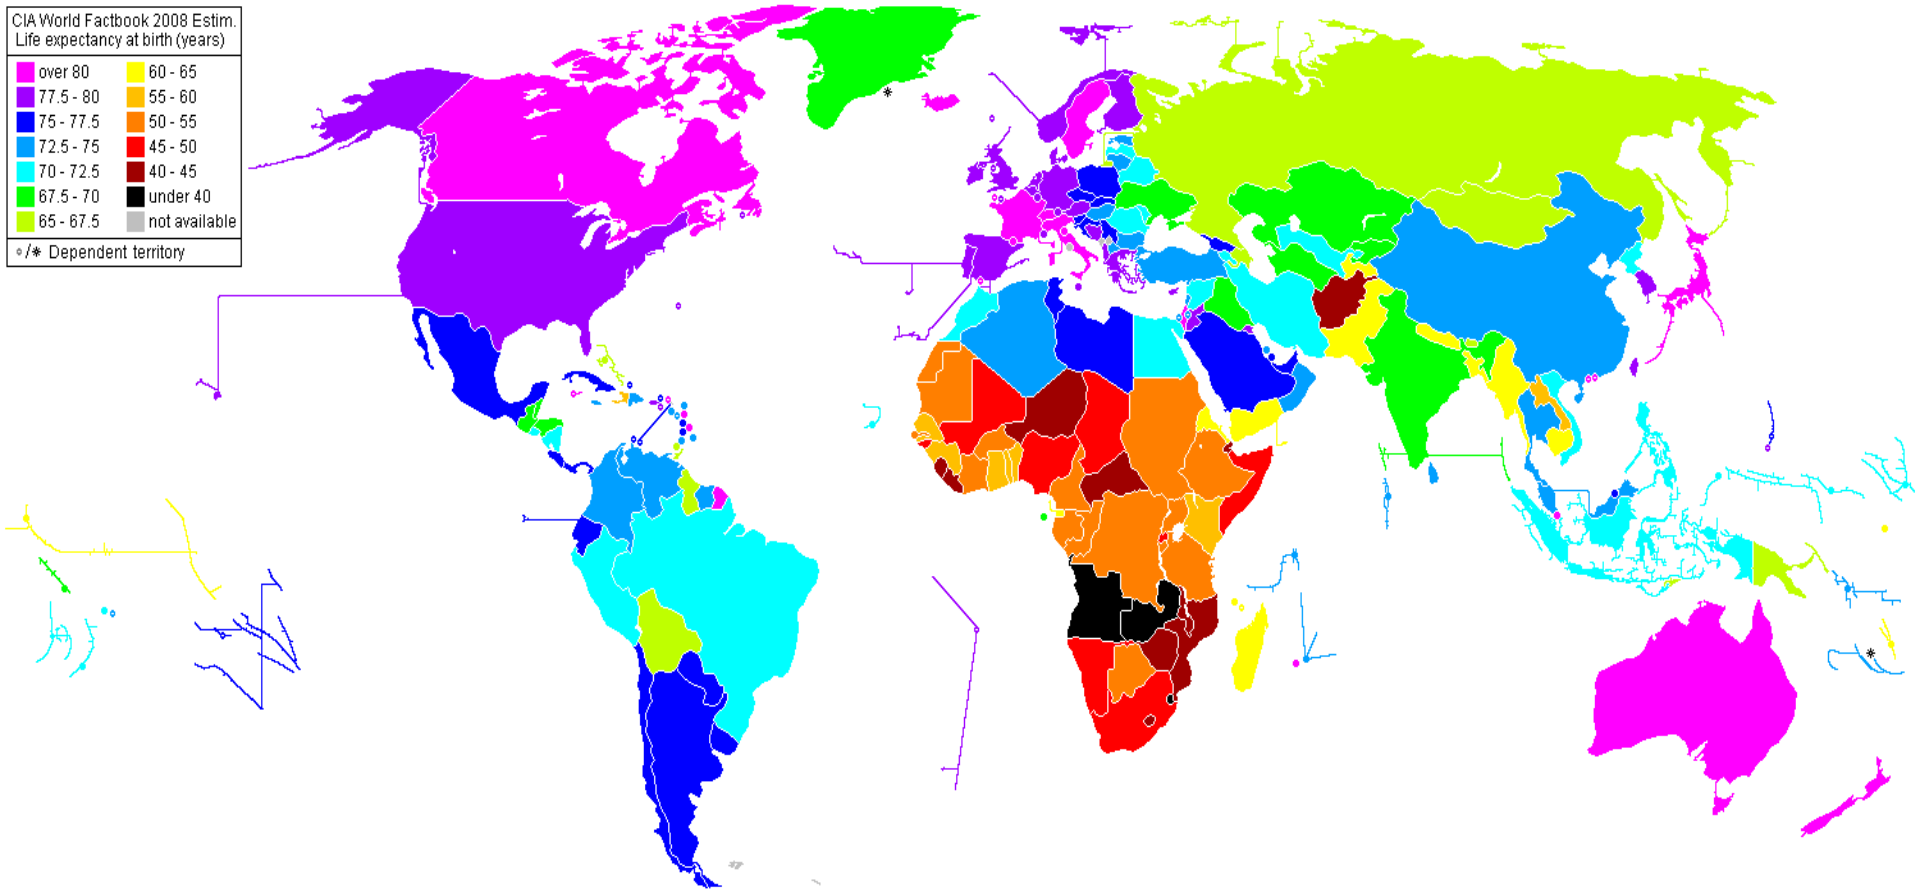 CIA World Factbook 2008 Estim.
Life expectancy at birth (years)
over 80
77.5 - 80
75 - 77.5
72.5 - 75
70 - 72.5
67.5 - 70
65 - 67.5
60 - 65
55 - 60
50 - 55
45 - 50
40 - 45
under 40
not available
∘/* Dependent territory